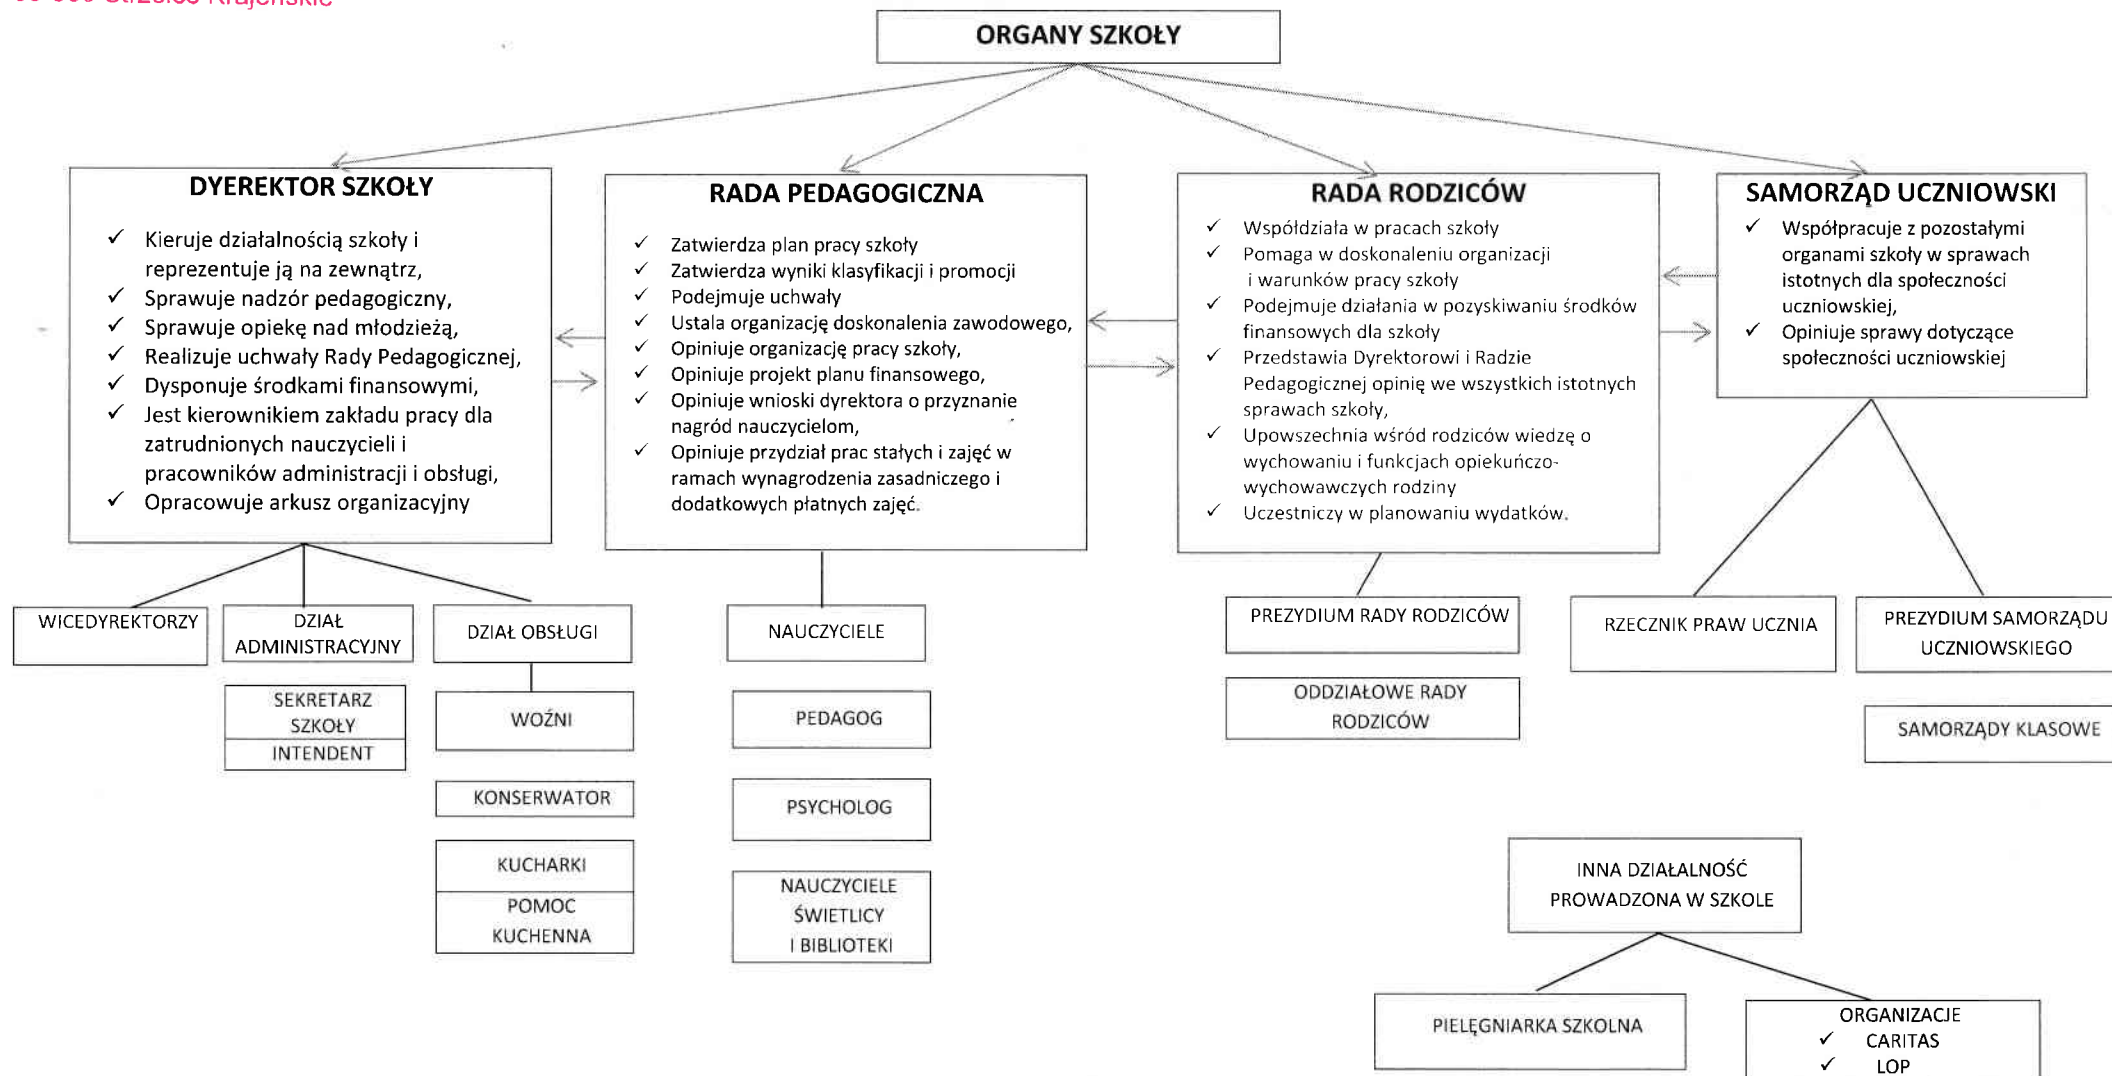 Krajeńskie
ORGANY SZKOŁY
DYEREKTOR SZKOŁY
✓ Kieruje działalnością szkoły i
reprezentuje ją na zewnątrz,
✓ Sprawuje nadzór pedagogiczny,
✓ Sprawuje opiekę nad młodzieżą,
✓ Realizuje uchwały Rady Pedagogicznej,
✓ Dysponuje środkami finansowymi,
✓ Jest kierownikiem zakładu pracy dla
zatrudnionych nauczycieli i
pracowników administracji i obsługi,
✓ Opracowuje arkusz organizacyjny
RADA PEDAGOGICZNA
✓ Zatwierdza plan pracy szkoły
✓ Zatwierdza wyniki klasyfikacji i promocji
✓ Podejmuje uchwały
✓ Ustala organizację doskonalenia zawodowego,
✓ Opiniuje organizację pracy szkoły,
✓ Opiniuje projekt planu finansowego,
✓ Opiniuje wnioski dyrektora o przyznanie
nagród nauczycielom,
✓ Opiniuje przydział prac stałych i zajęć w
ramach wynagrodzenia zasadniczego i
dodatkowych płatnych zajęć.
RADA RODZICÓW
✓ Współdziała w pracach szkoły
✓ Pomaga w doskonaleniu organizacji
i warunków pracy szkoły
✓ Podejmuje działania w pozyskiwaniu środków
finansowych dla szkoły
✓ Przedstawia Dyrektorowi i Radzie
Pedagogicznej opinię we wszystkich istotnych
sprawach szkoły,
✓ Upowszechnia wśród rodziców wiedzę o
wychowaniu i funkcjach opiekuńczo-
wychowawczych rodziny
✓ Uczestniczy w planowaniu wydatków.
SAMORZĄD UCZNIOWSKI
✓ Współpracuje z pozostałymi
organami szkoły w sprawach
istotnych dla społeczności
uczniowskiej,
✓ Opiniuje sprawy dotyczące
społeczności uczniowskiej
WICEDYREKTORZY
DZIAŁ
ADMINISTRACYJNY
SEKRETARZ
SZKOŁY
INTENDENT
DZIAŁ OBSŁUGI
WOŹNI
KONSERWATOR
KUCHARKI
POMOC
KUCHENNA
NAUCZYCIELE
PEDAGOG
PSYCHOLOG
NAUCZYCIELE
ŚWIETLICY
I BIBLIOTEKI
PREZYDIUM RADY RODZICÓW
ODDZIAŁOWE RADY
RODZICÓW
RZECZNIK PRAW UCZNIA
PREZYDIUM SAMORZĄDU
UCZNIOWSKIEGO
SAMORZĄDY KLASOWE
INNA DZIAŁALNOŚĆ
PROWADZONA W SZKOLE
PIELĘGNIARKA SZKOLNA
ORGANIZACJE
✓ CARITAS
✓ LOP